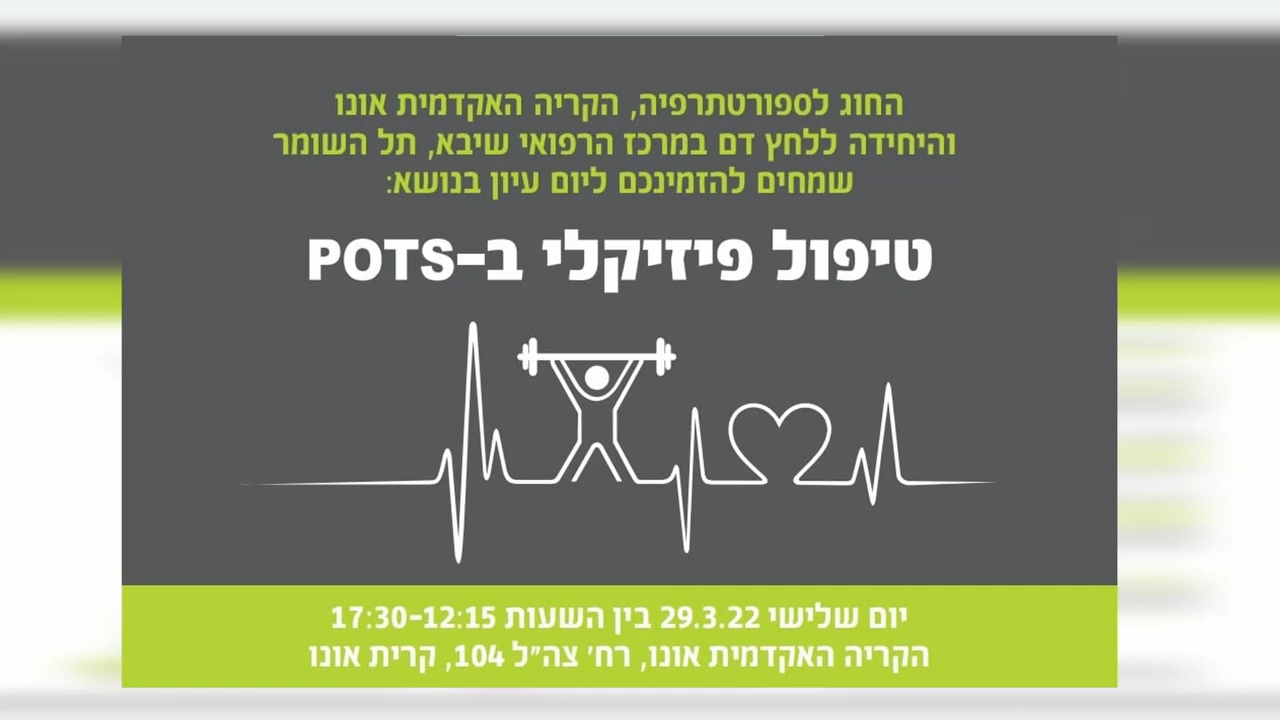 החוג לספורטתרפיה, הקריה האקדמית אונו
והיחידה ללחץ דם במרכז הרפואי שיבא, תל השומר
שמחים להזמינכם ליום עיון בנושא:
טיפול פיזיקלי ב-POTS
יום שלישי 29.3.22 בין השעות 17:30-12:15
הקריה האקדמית אונו, רח׳ צה״ל 104, קרית אונו